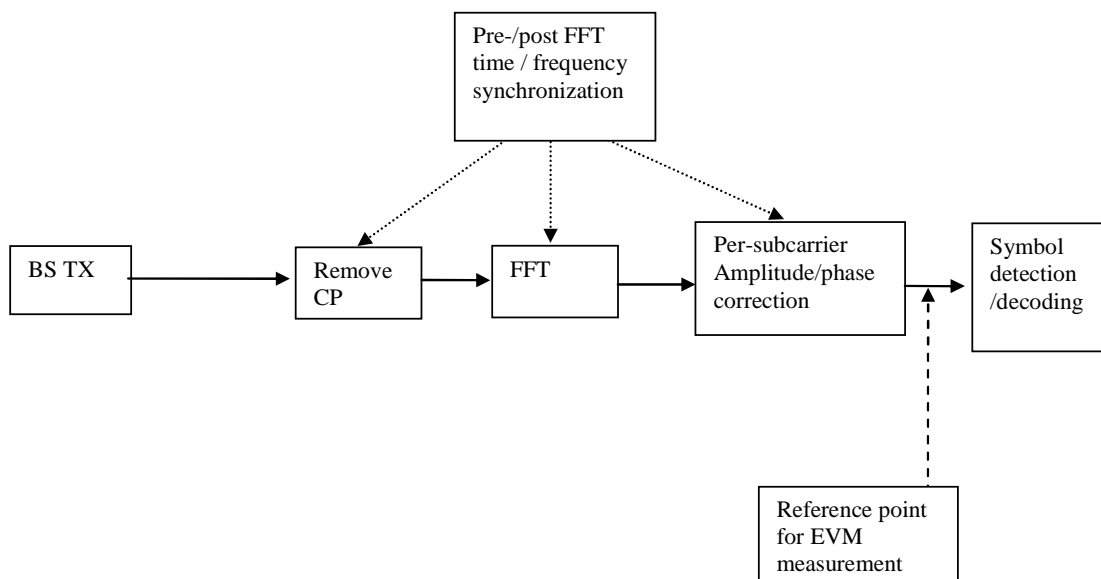 Pre-/post FFT
time / frequency
synchronization
BS TX
Remove
CP
FFT
Per-subcarrier
Amplitude/phase
correction
Symbol
detection
/decoding
Reference point
for EVM
measurement